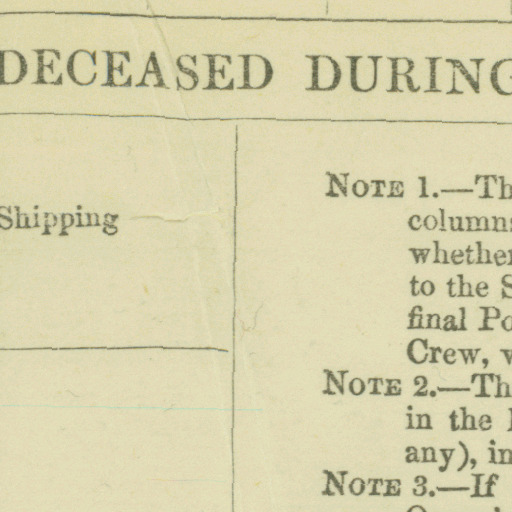 DECEASED DURING
Shipping
NOTE 1.—Th
columns
whether
to the S
final Po
Crew, w
NOTE 2.—Th
in the
any), in
NOTE 3.—If